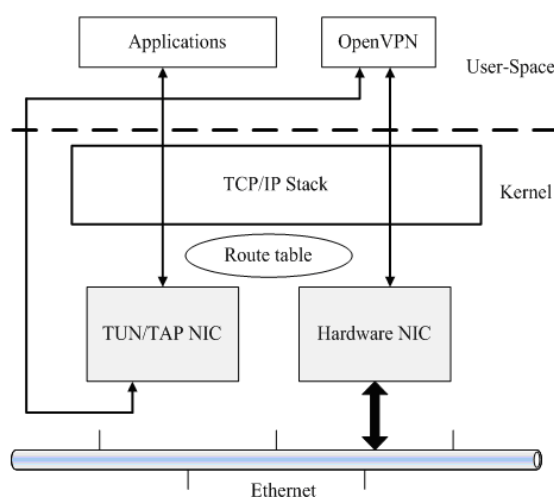 Applications
OpenVPN
User-Space
TCP/IP Stack
Kernel
Route table
TUN/TAP NIC
Hardware NIC
Ethernet